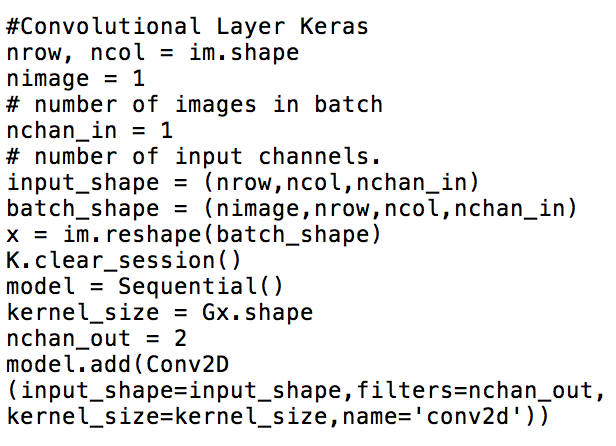 #Convolutional Layer Keras
nrow, ncol = im.shape
nimage = 1
# number of images in batch
nchan_in = 1
# number of input channels.
input_shape = (nrow,ncol,nchan_in)
batch_shape = (nimage,nrow,ncol,nchan_in)
x = im.reshape(batch_shape)
K.clear_session()
model = Sequential()
kernel_size = Gx.shape
nchan_out = 2
model.add(Conv2D
(input_shape=input_shape,filters=nchan_out,
kernel_size=kernel_size,name='conv2d'))